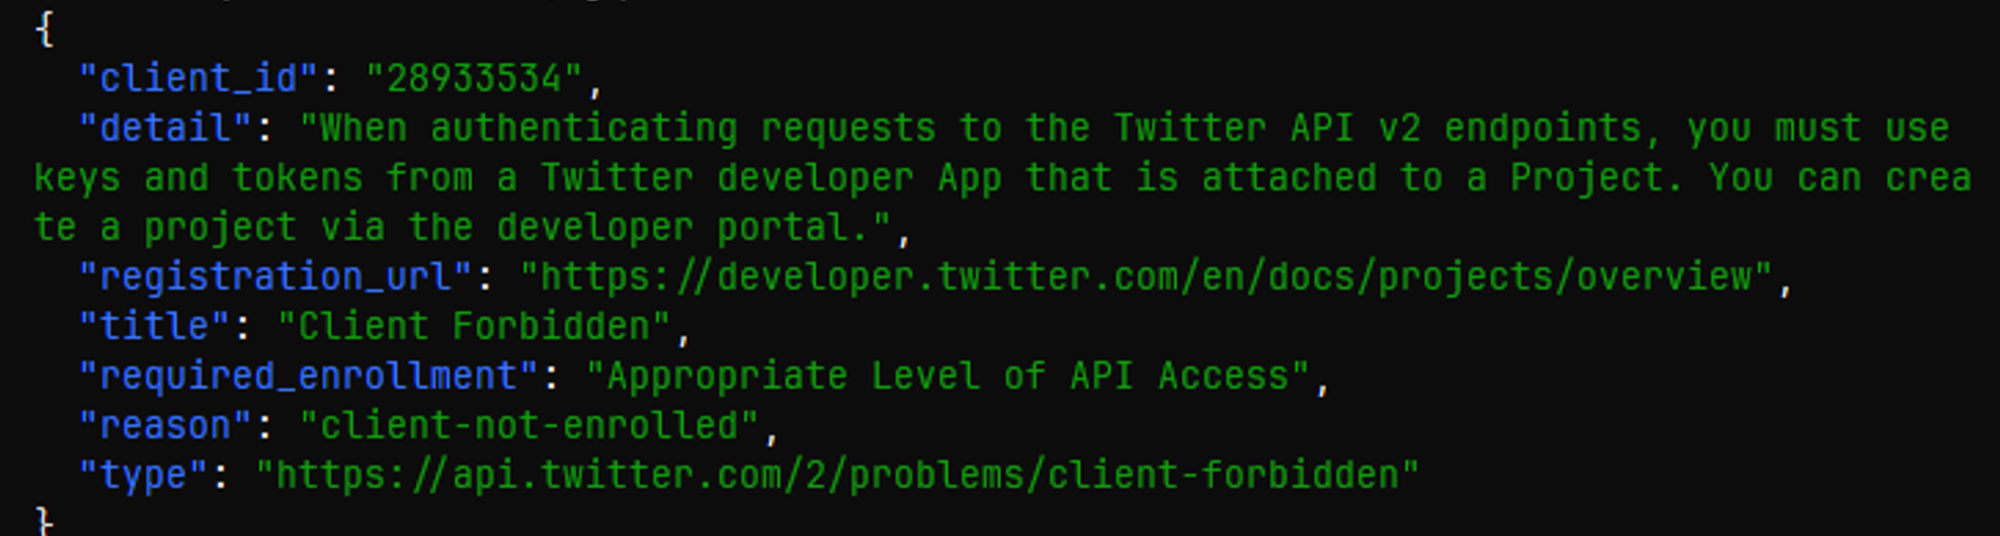 {
"client_id": "28933534",
"detail": "When authenticating requests to the Twitter API v2 endpoints, you must use
keys and tokens from a Twitter developer App that is attached to a Project. You can crea
te a project via the developer portal.",
"registration_url": "https://developer.twitter.com/en/docs/projects/overview",
"title": "Client Forbidden",
"required_enrollment": "Appropriate Level of API Access",
"reason": "client-not-enrolled",
"type": "https://api.twitter.com/2/problems/client-forbidden"
}